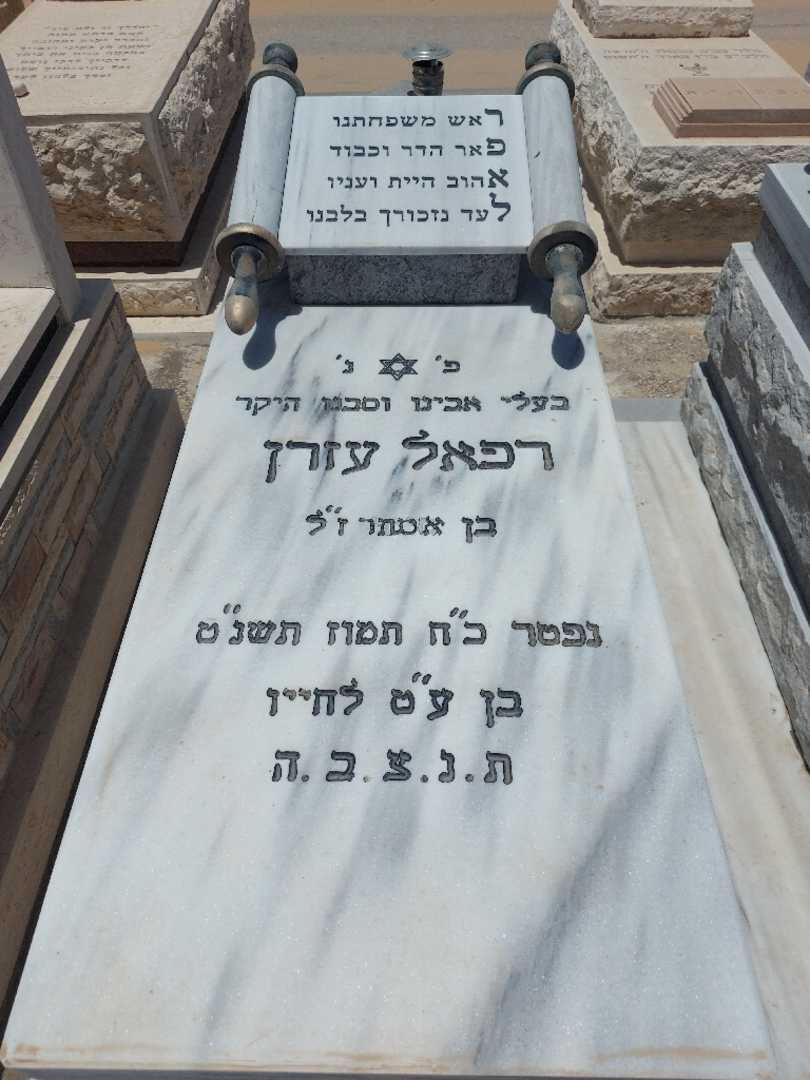 ראש משפחתנו
פאר הדר וכבוד
אהוב היית ועניו
לעד נזכורך בלבנו
פ׳ נ׳
בעלי אבינו וסבנו היקר
רפאל עזרן
בן אסתר ז"ל
נפטר כ"ח תמוז תשנ"ט
בן ע"ט לחייו
ת.נ.צ.ב.ה